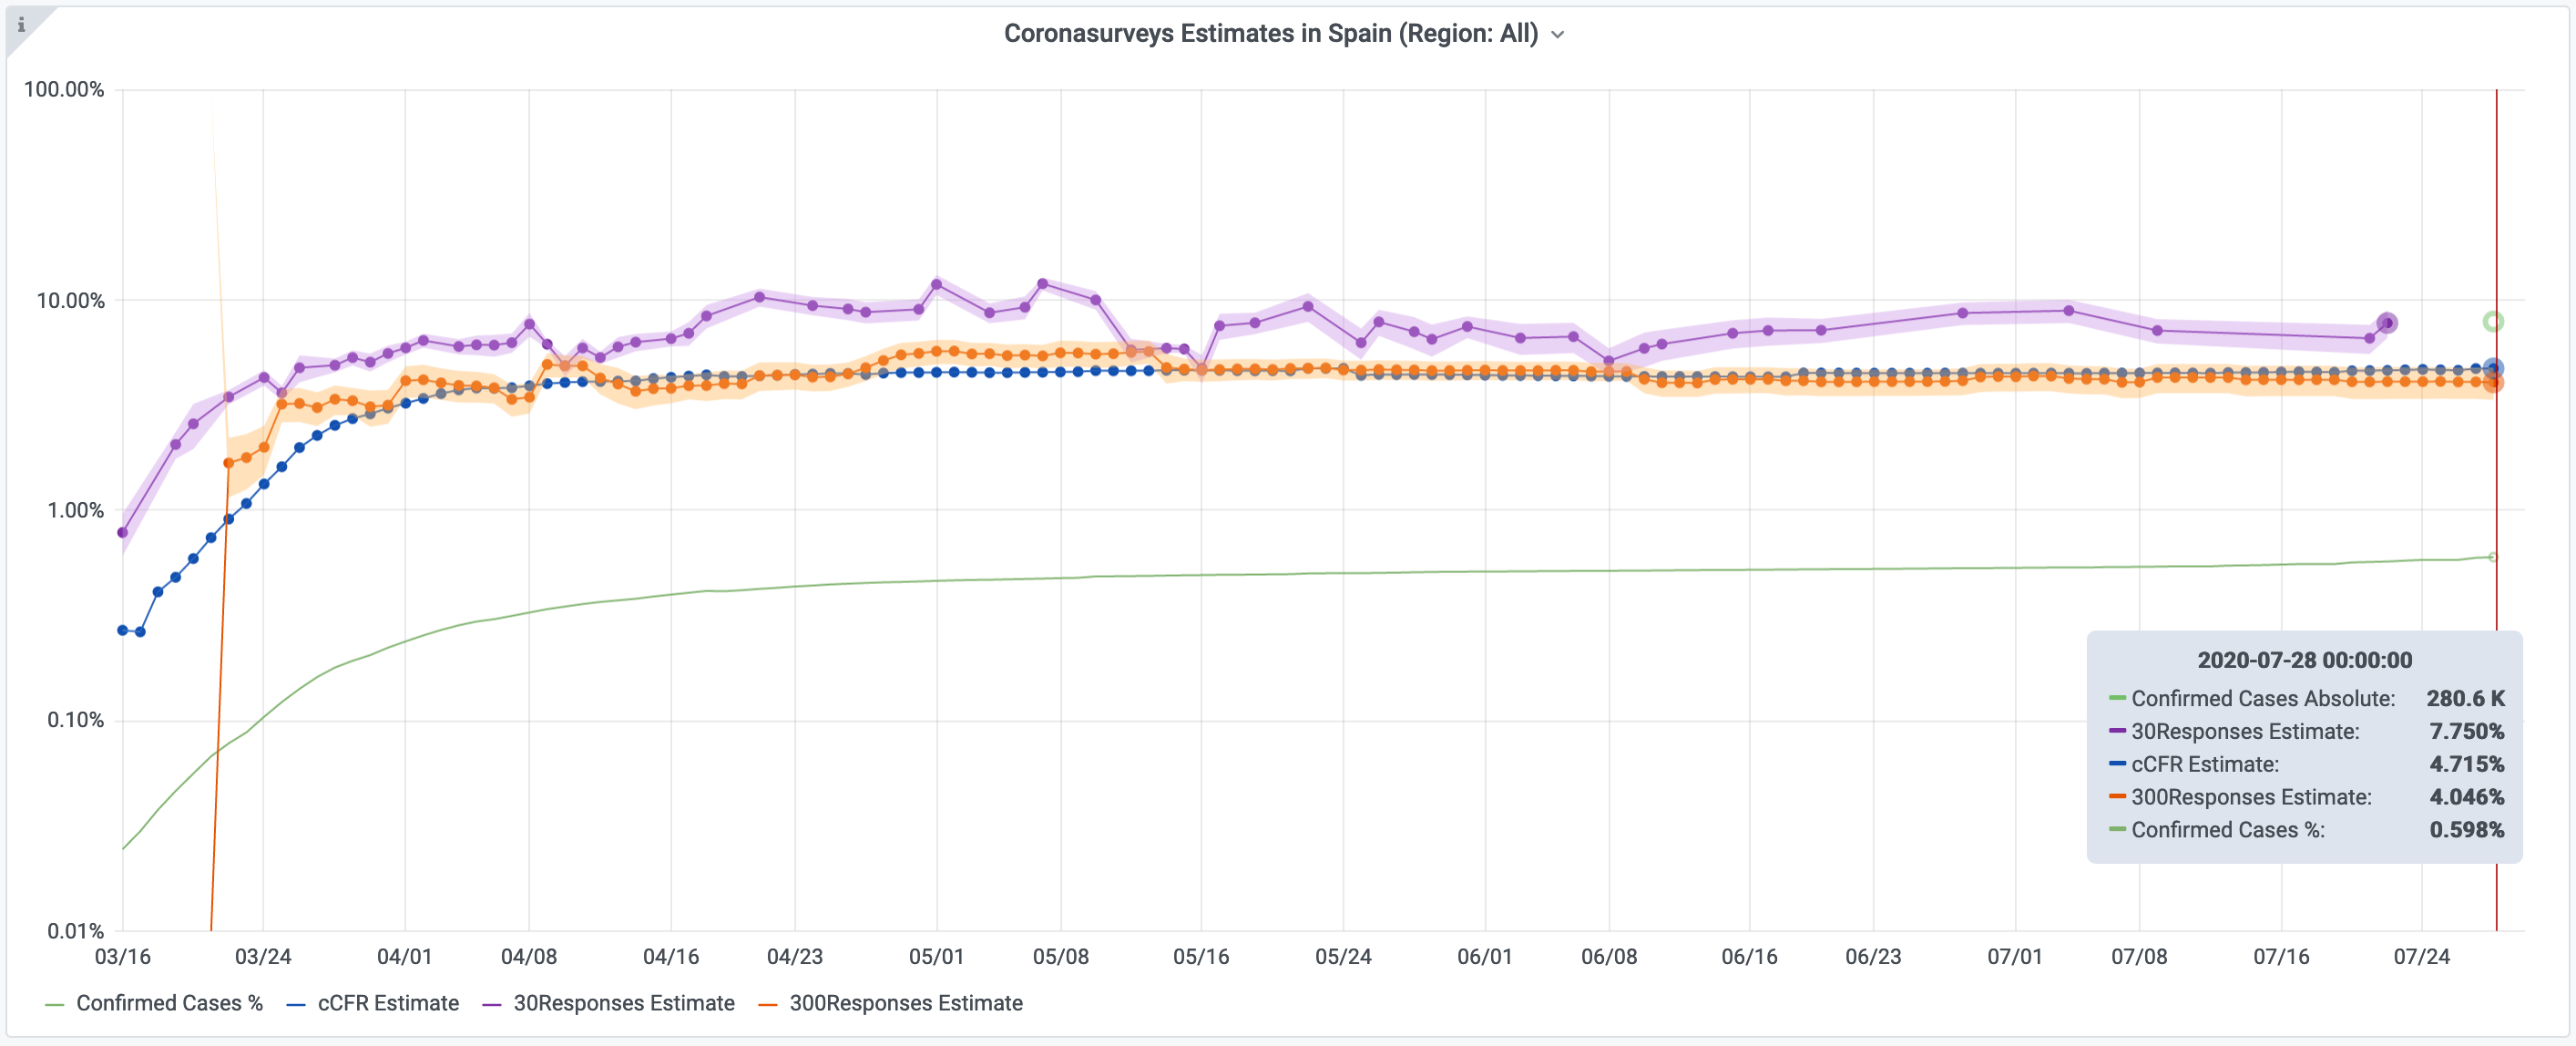 i
Coronasurveys Estimates in Spain (Region: All)
100.00%
10.00%
1.00%
0.10%
0.01%
03/16 03/24 04/01 04/08 04/16 04/23 05/01 05/08 05/16 05/24 06/01 06/08 06/16 06/23 07/01 07/08 07/16 07/24
2020-07-28 00:00:00
Confirmed Cases Absolute: 280.6 K
30Responses Estimate: 7.750%
cCFR Estimate: 4.715%
300Responses Estimate: 4.046%
Confirmed Cases %: 0.598%
Confirmed Cases % cCFR Estimate 30Responses Estimate 300Responses Estimate